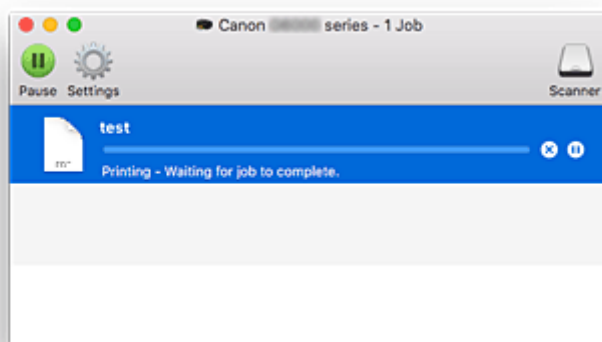 Canon series - 1 Job
Pause Settings Scanner
test
Printing - Waiting for job to complete.